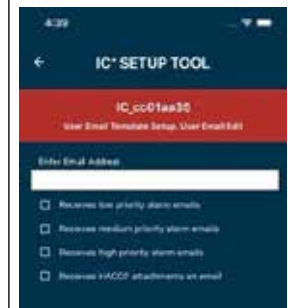 4:39
← IC⁺ SETUP TOOL
IC_cc01aa35
User Email Template Setup, User Email Edit
Enter Email Address
Receives low priority alarm emails
Receives medium priority alarm emails
Receives high priority alarm emails
Receives attachments on email